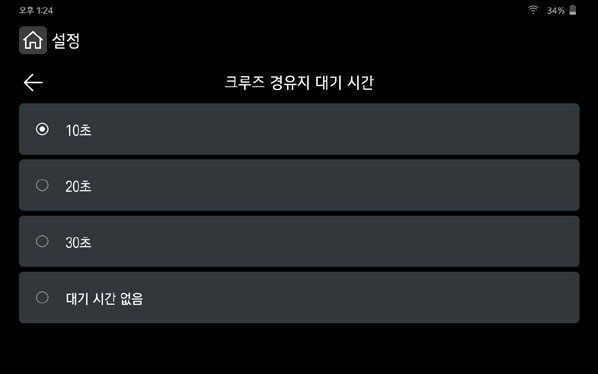 오후 1:24 34%
설정
크루즈 경유지 대기 시간
10초
20초
30초
대기 시간 없음